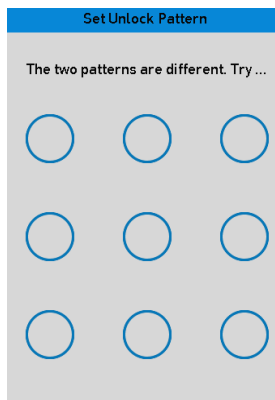 Set Unlock Pattern
The two patterns are different. Try ...